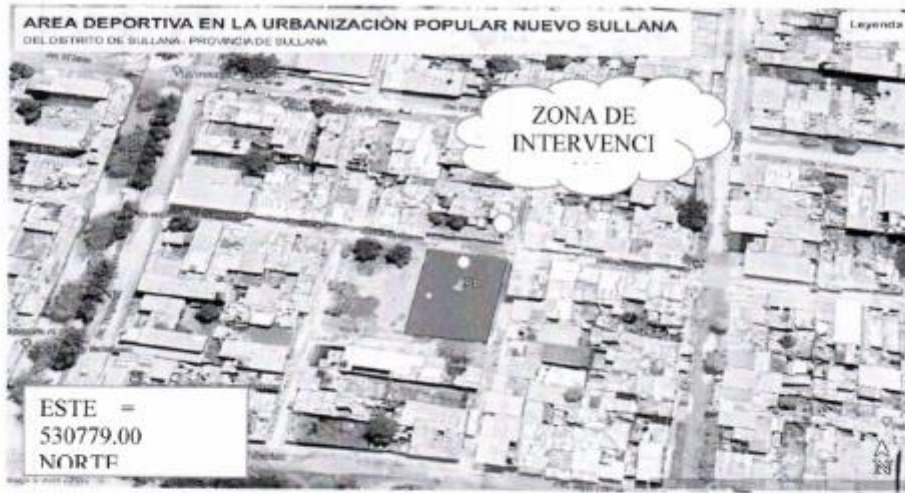 AREA DEPORTIVA EN LA URBANIZACIÓN POPULAR NUEVO SULLANA
DEL DISTRITO DE SULLANA - PROVINCIA DE SULLANA
Leyenda
ZONA DE
INTERVENCI
ESTE =
530779.00
NORTE
N